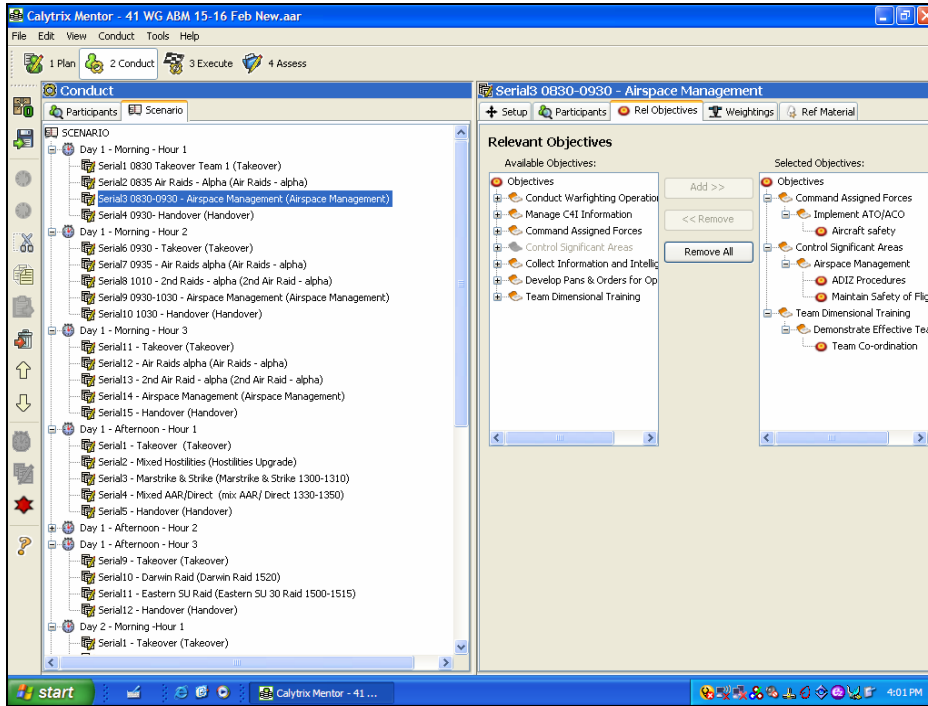 Calytrix Mentor - 41 WG ABM 15-16 Feb New.aar
File Edit View Conduct Tools Help
1 Plan 2 Conduct 3 Execute 4 Assess
Conduct
Participants Scenario
SCENARIO
Day 1 - Morning - Hour 1
Serial1 0830 Takeover Team 1 (Takeover)
Serial2 0835 Air Raids - Alpha (Air Raids - alpha)
Serial3 0830-0930 - Airspace Management (Airspace Management)
Serial4 0930- Handover (Handover)
Day 1 - Morning - Hour 2
Serial6 0930 - Takeover (Takeover)
Serial7 0935 - Air Raids alpha (Air Raids - alpha)
Serial8 1010 - 2nd Raids - alpha (2nd Air Raid - alpha)
Serial9 0930-1030 - Airspace Management (Airspace Management)
Serial10 1030 - Handover (Handover)
Day 1 - Morning - Hour 3
Serial11 - Takeover (Takeover)
Serial12 - Air Raids alpha (Air Raids - alpha)
Serial13 - 2nd Air Raid - alpha (2nd Air Raid - alpha)
Serial14 - Airspace Management (Airspace Management)
Serial15 - Handover (Handover)
Day 1 - Afternoon - Hour 1
Serial1 - Takeover (Takeover)
Serial2 - Mixed Hostilities (Hostilities Upgrade)
Serial3 - Marstrike & Strike (Marstrike & Strike 1300-1310)
Serial4 - Mixed AAR/Direct (mix AAR/ Direct 1330-1350)
Serial5 - Handover (Handover)
Day 1 - Afternoon - Hour 2
Day 1 - Afternoon - Hour 3
Serial9 - Takeover (Takeover)
Serial10 - Darwin Raid (Darwin Raid 1520)
Serial11 - Eastern SU Raid (Eastern SU 30 Raid 1500-1515)
Serial12 - Handover (Handover)
Day 2 - Morning -Hour 1
Serial1 - Takeover (Takeover)
Serial3 0830-0930 - Airspace Management
Setup Participants Rel Objectives Weightings Ref Material
Relevant Objectives
Available Objectives:
Objectives
Conduct Warfighting Operation
Manage C4I Information
Command Assigned Forces
Control Significant Areas
Collect Information and Intellig
Develop Pans & Orders for Op
Team Dimensional Training
Add >>
<< Remove
Remove All
Selected Objectives:
Objectives
Command Assigned Forces
Implement ATO/ACO
Aircraft safety
Control Significant Areas
Airspace Management
ADIZ Procedures
Maintain Safety of Flig
Team Dimensional Training
Demonstrate Effective Tea
Team Co-ordination
start Calytrix Mentor - 41 ... 4:01 PM